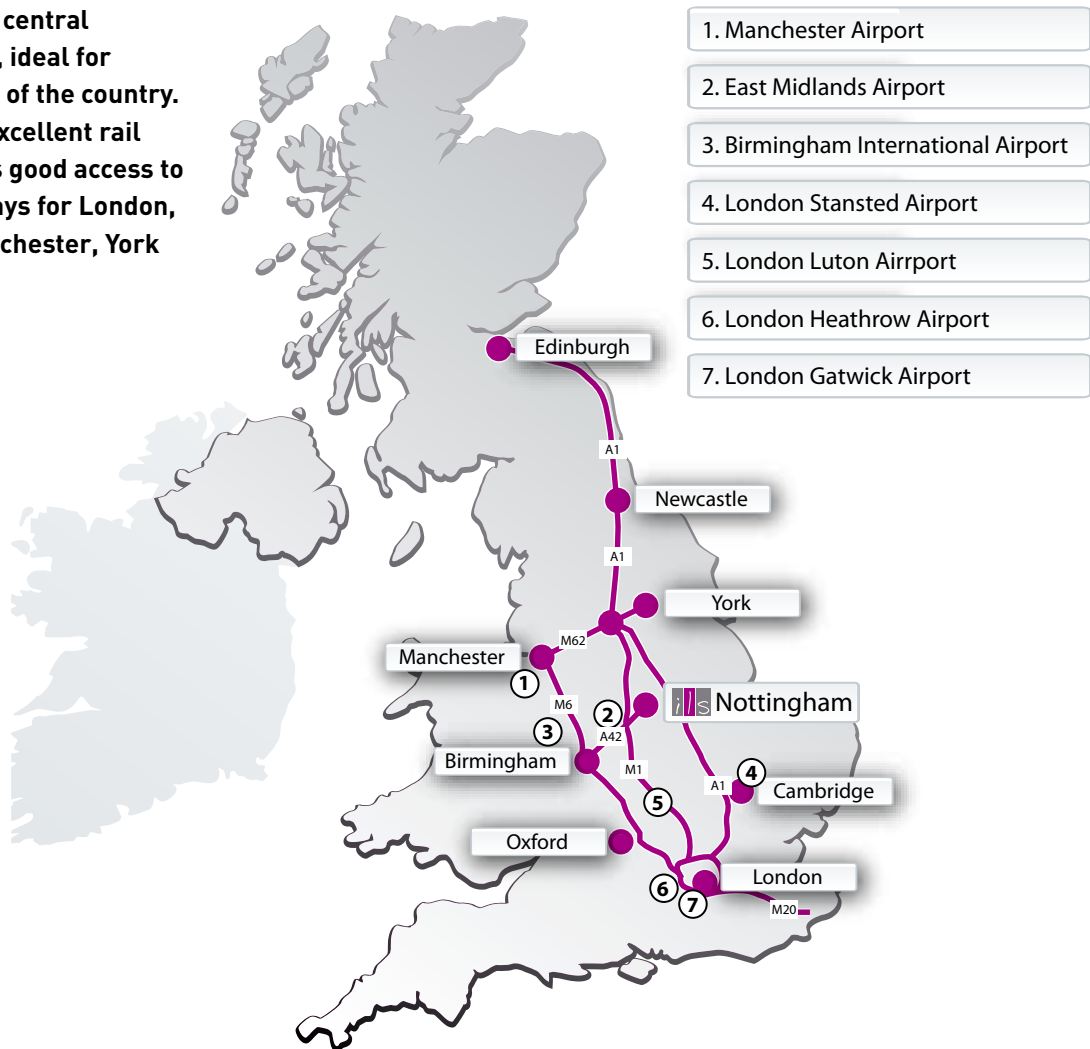 central
, ideal for
of the country.
xcellent rail
s good access to
ays for London,
chester, York
1. Manchester Airport
2. East Midlands Airport
3. Birmingham International Airport
4. London Stansted Airport
5. London Luton Airrport
6. London Heathrow Airport
7. London Gatwick Airport
Edinburgh
A1
Newcastle
A1
York
M62
Manchester
1
M6
2
ils Nottingham
3
A42
Birmingham
M1
4
A1
Cambridge
5
Oxford
London
6
7
M20